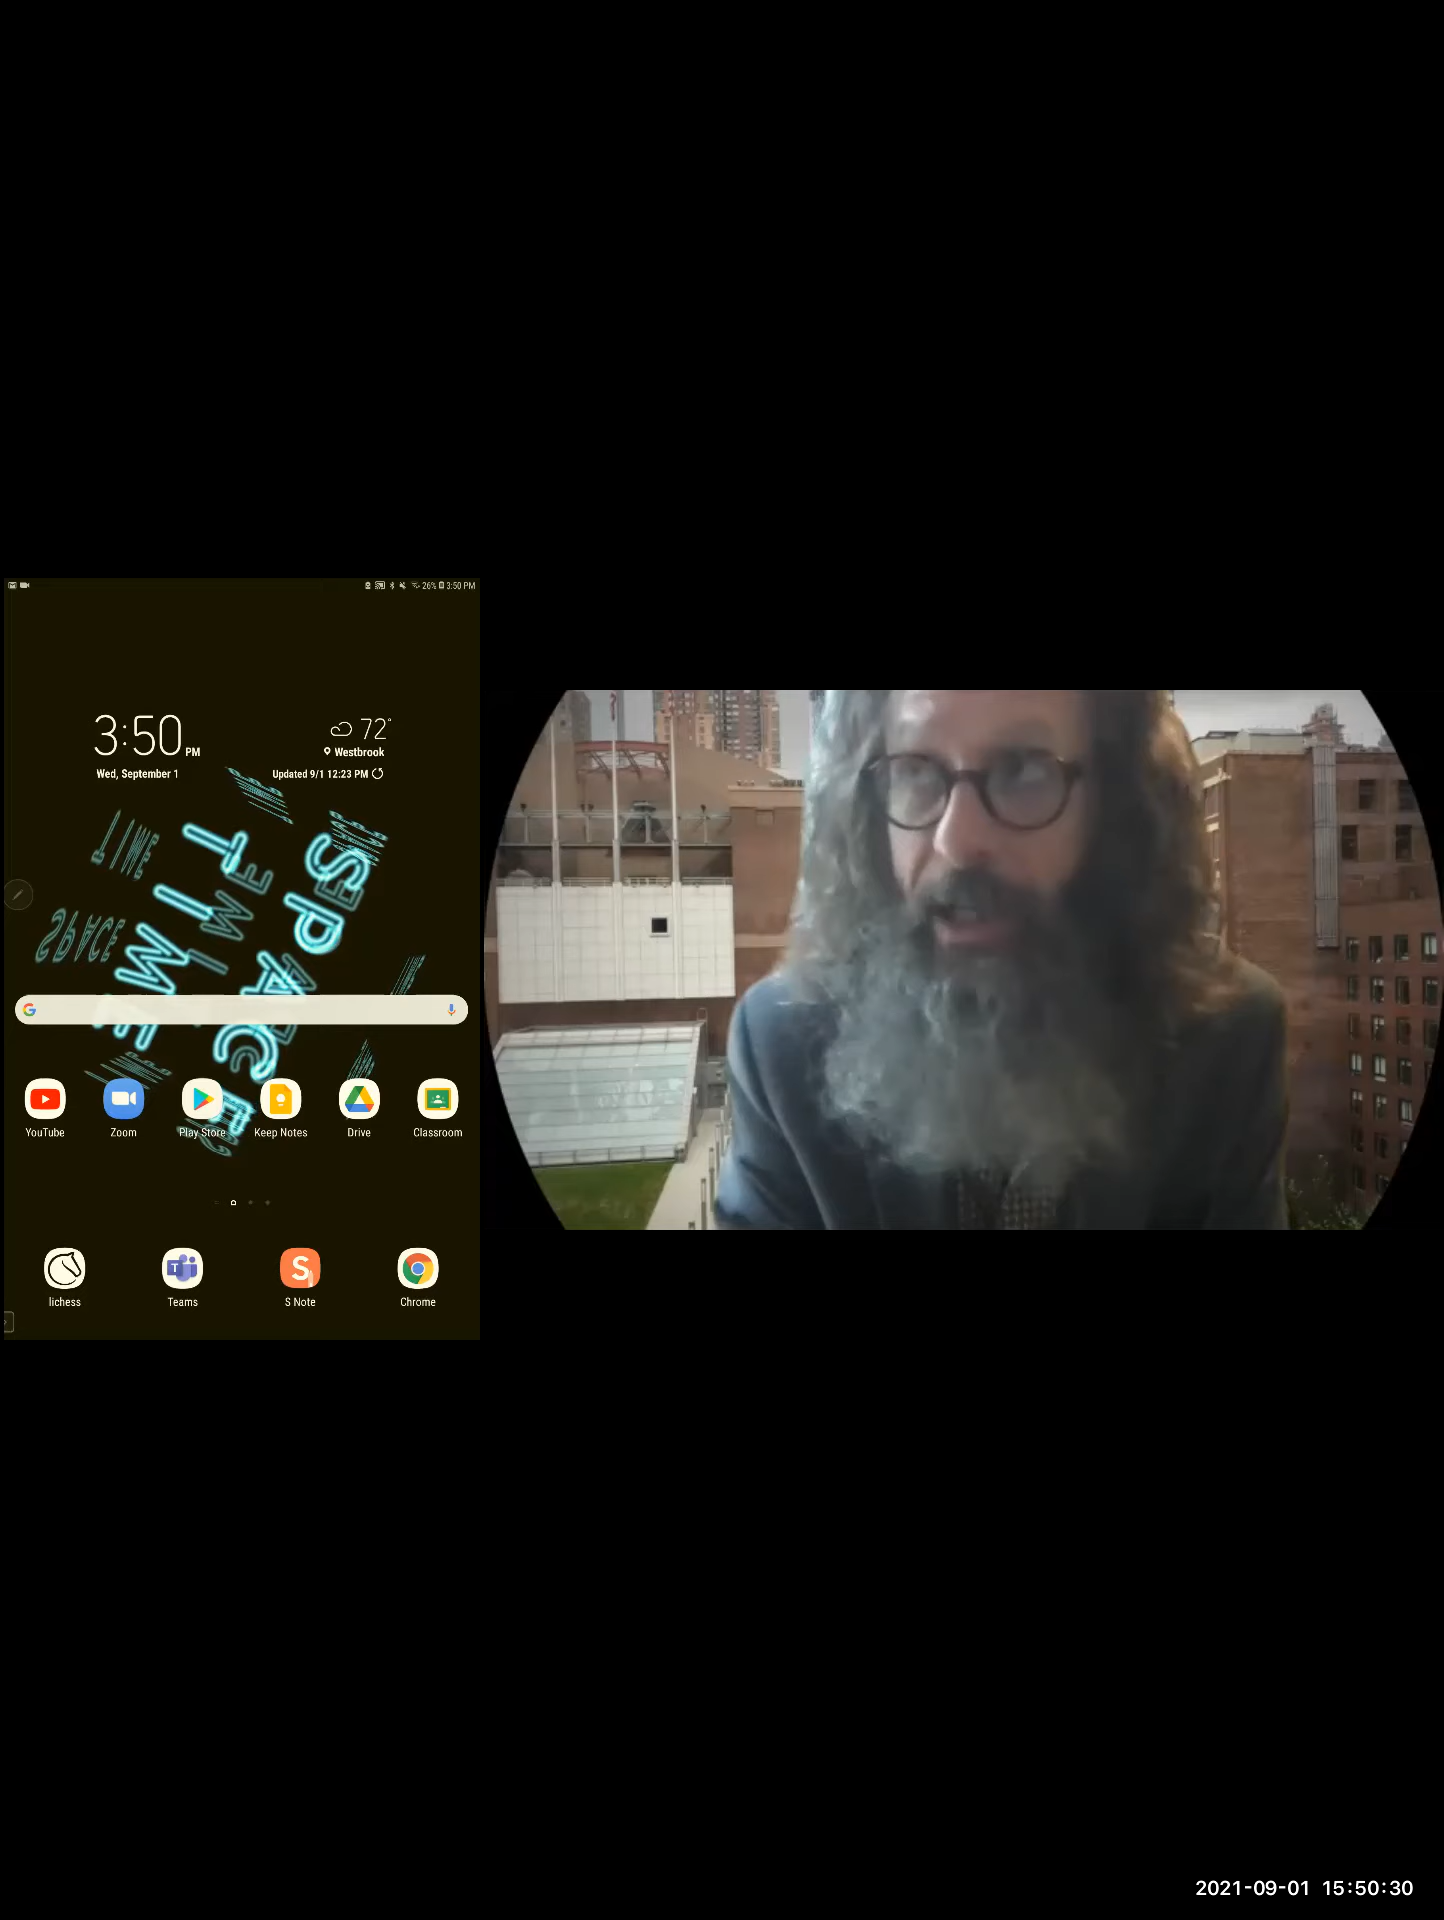 26% 3:50 PM
3:50 PM
72°
Westbrook
Wed, September 1
Updated 9/1 12:23 PM
TIME
TIME
SPACE
SPACE
YouTube
Zoom
Play Store
Keep Notes
Drive
Classroom
lichess
Teams
S Note
Chrome
2021-09-01 15:50:30